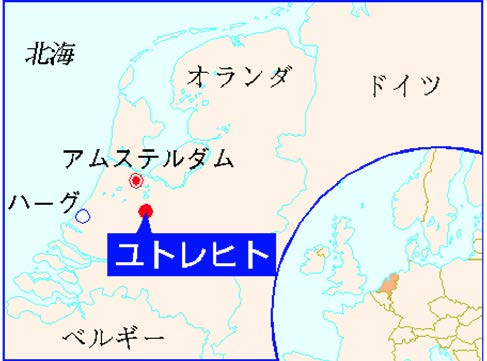 北海
オランダ
ドイツ
アムステルダム
ハーグ
ユトレヒト
ベルギー